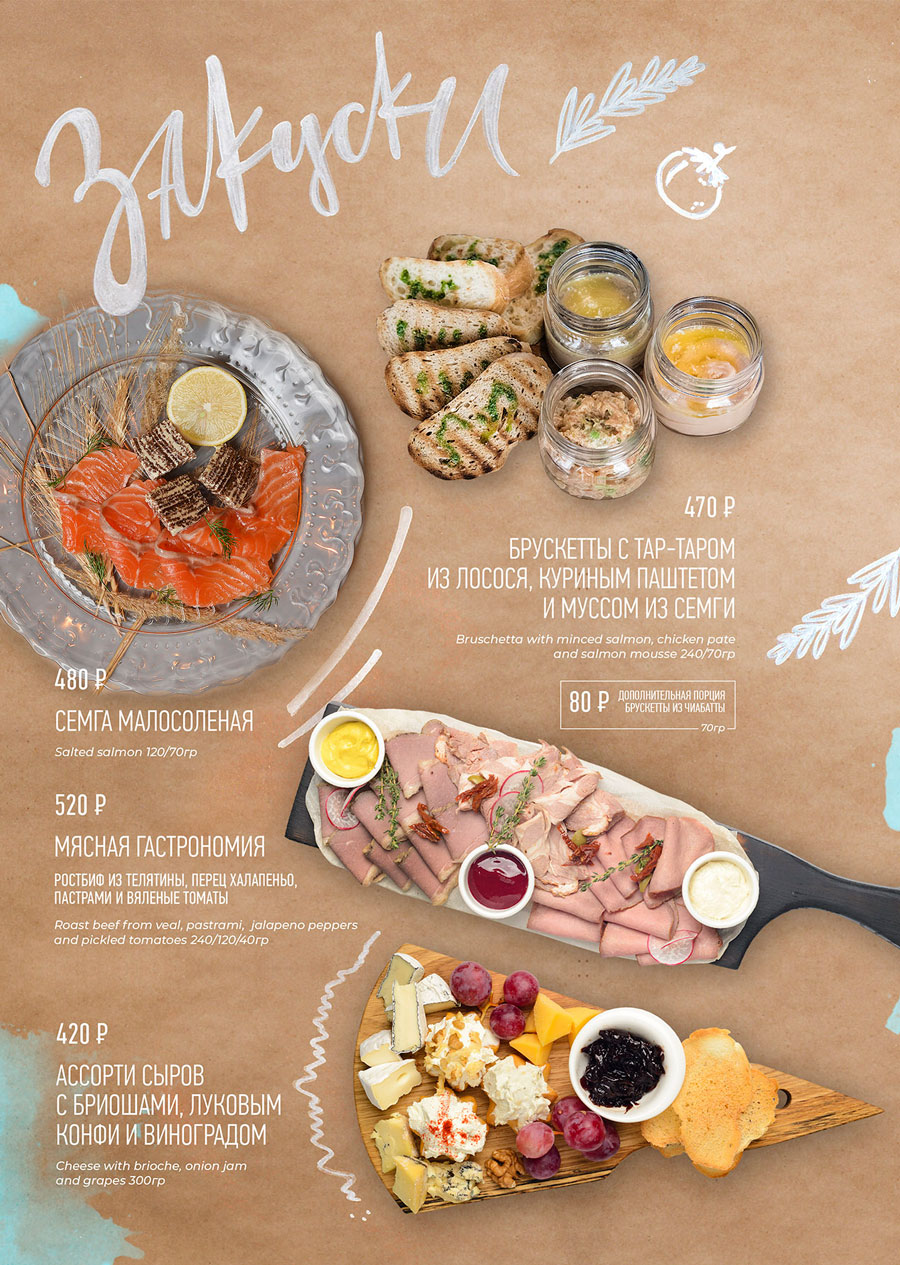 Закуски
470 ₽
БРУСКЕТТЫ С ТАР-ТАРОМ
ИЗ ЛОСОСЯ, КУРИНЫМ ПАШТЕТОМ
И МУССОМ ИЗ СЕМГИ
Bruschetta with minced salmon, chicken pate
and salmon mousse 240/70гр
80 ₽ ДОПОЛНИТЕЛЬНАЯ ПОРЦИЯ
БРУСКЕТТЫ ИЗ ЧИАБАТТЫ
70гр
480 ₽
СЕМГА МАЛОСОЛЕНАЯ
Salted salmon 120/70гр
520 ₽
МЯСНАЯ ГАСТРОНОМИЯ
РОСТБИФ ИЗ ТЕЛЯТИНЫ, ПЕРЕЦ ХАЛАПЕНЬО,
ПАСТРАМИ И ВЯЛЕНЫЕ ТОМАТЫ
Roast beef from veal, pastrami, jalapeno peppers
and pickled tomatoes 240/120/40гр
420 ₽
АССОРТИ СЫРОВ
С БРИОШАМИ, ЛУКОВЫМ
КОНФИ И ВИНОГРАДОМ
Cheese with brioche, onion jam
and grapes 300гр